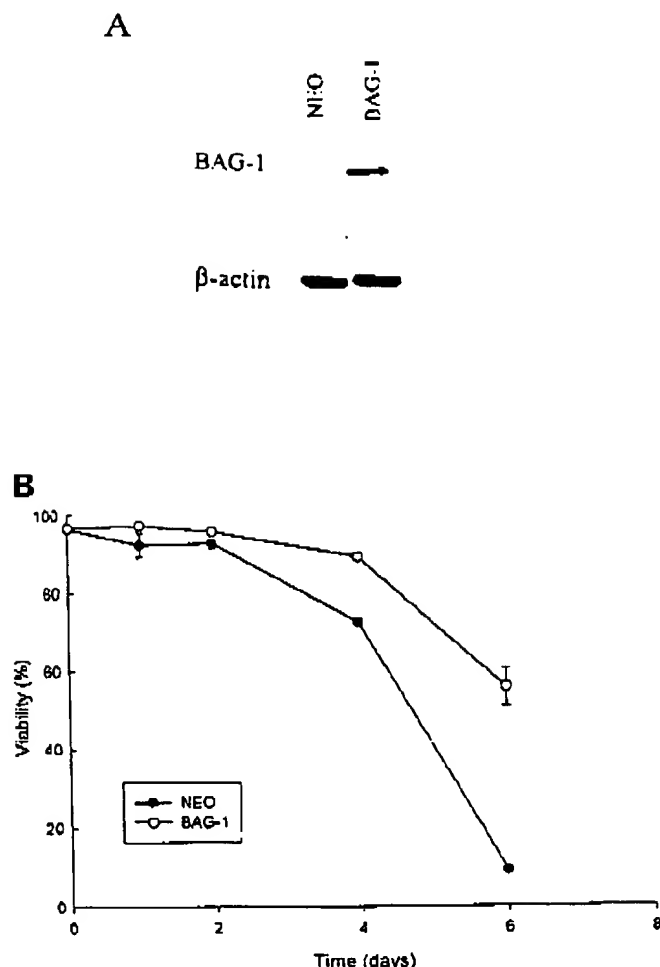 A
NEO BAG-1
BAG-1
β-actin
B
100
80
60
40
20
0
Viability (%)
NEO
BAG-1
0 2 4 6 8
Time (days)